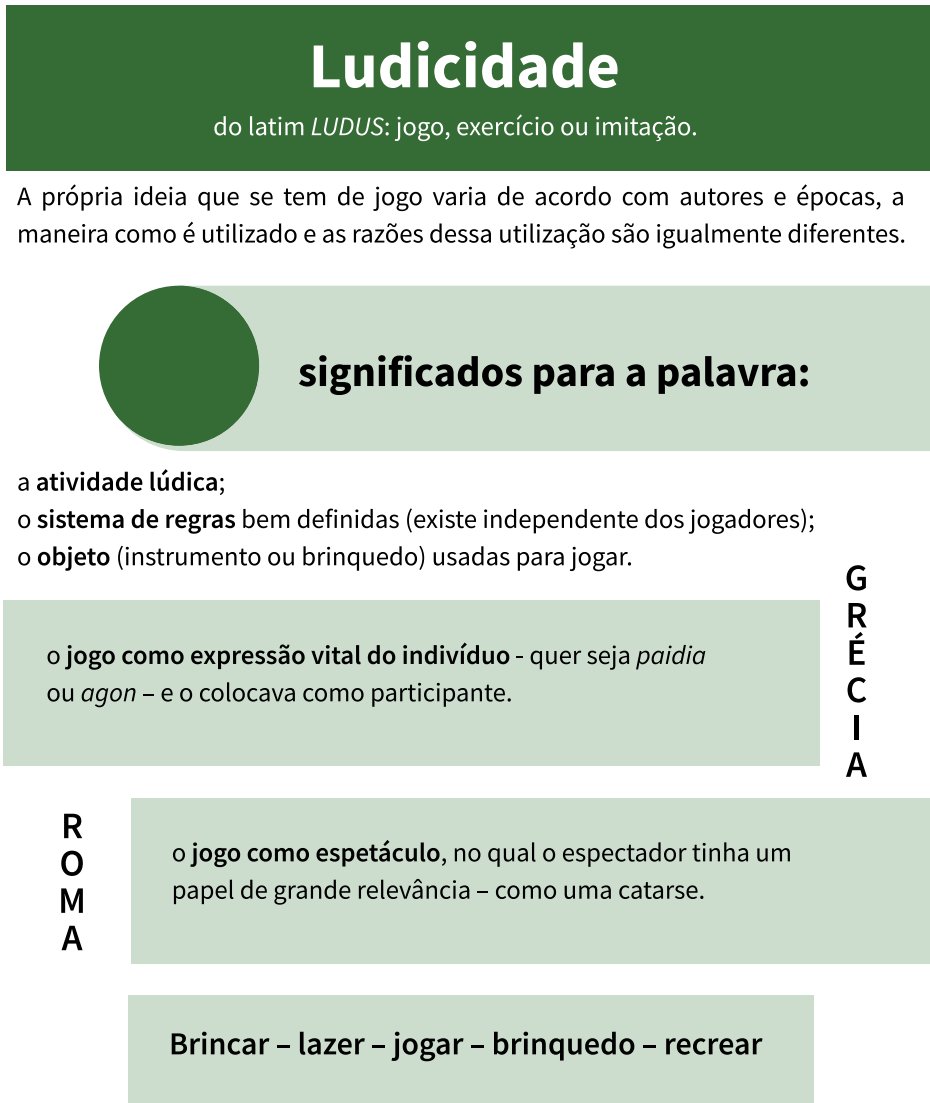 Ludicidade
do latim LUDUS: jogo, exercício ou imitação.
A própria ideia que se tem de jogo varia de acordo com autores e épocas, a
maneira como é utilizado e as razões dessa utilização são igualmente diferentes.
significados para a palavra:
a atividade lúdica;
o sistema de regras bem definidas (existe independente dos jogadores);
o objeto (instrumento ou brinquedo) usadas para jogar.
GRÉCIA
o jogo como expressão vital do indivíduo - quer seja paidia
ou agon – e o colocava como participante.
ROMA
o jogo como espetáculo, no qual o espectador tinha um
papel de grande relevância – como uma catarse.
Brincar – lazer – jogar – brinquedo – recrear